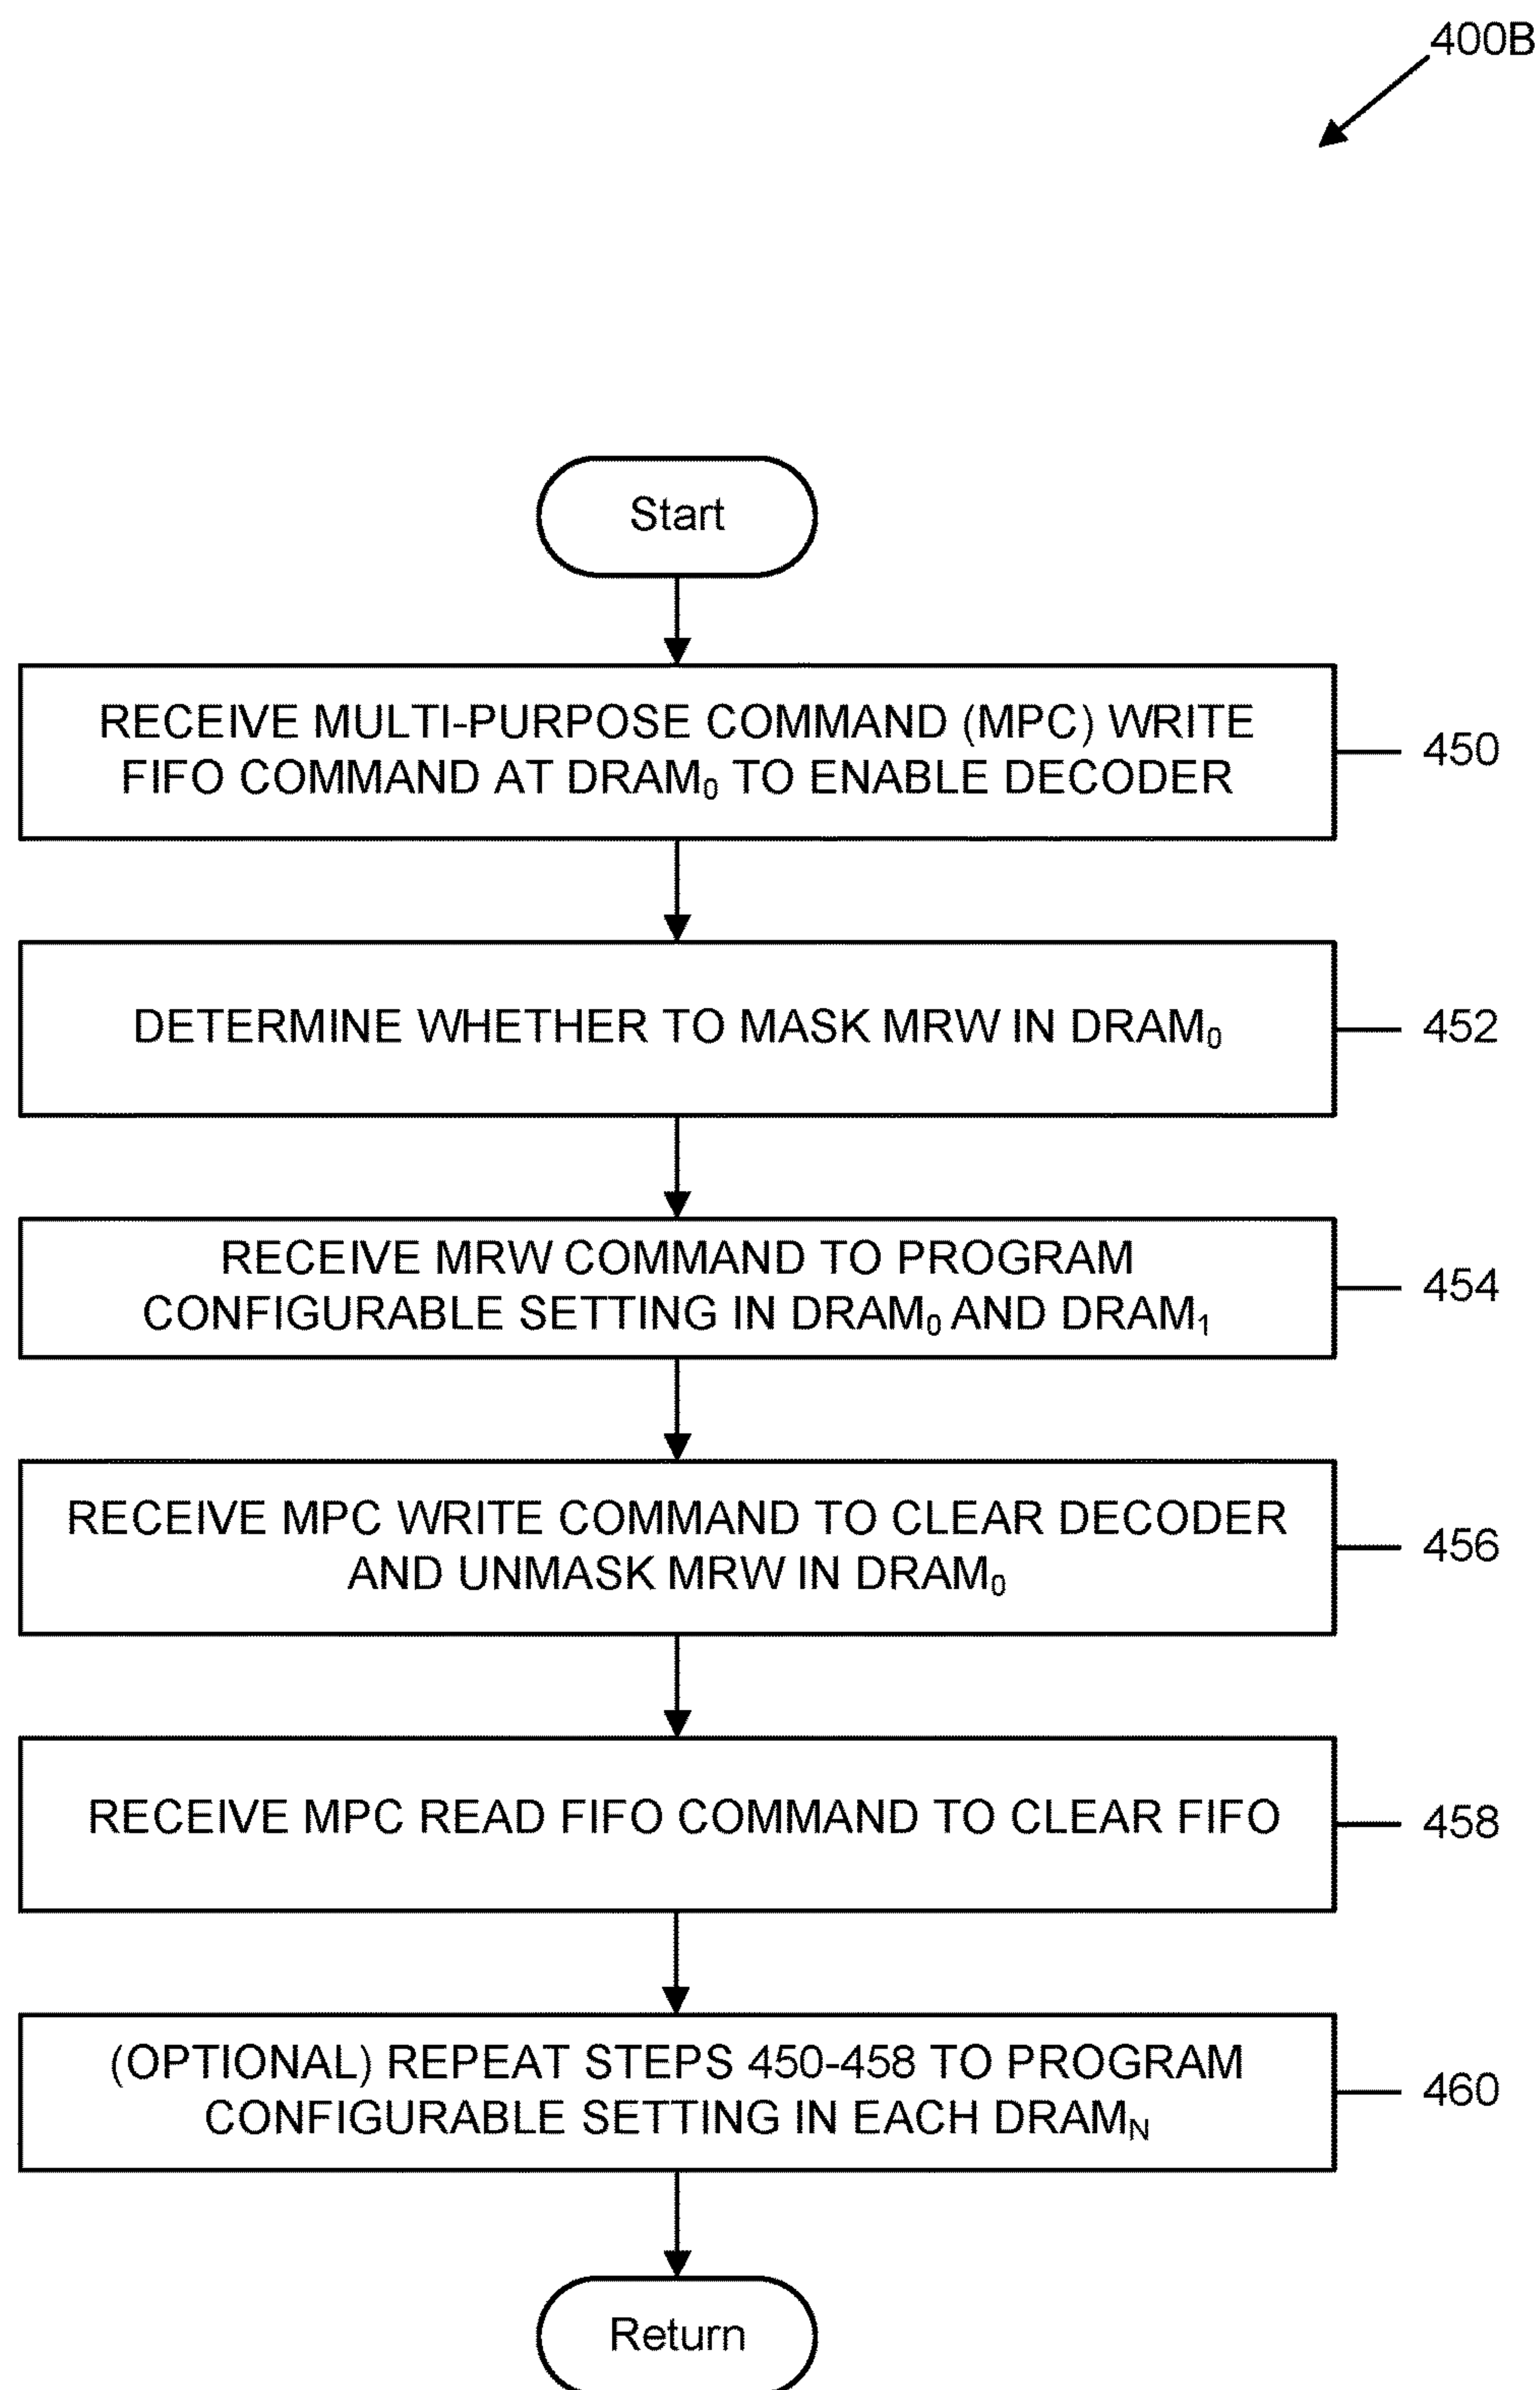 400B
Start
RECEIVE MULTI-PURPOSE COMMAND (MPC) WRITE
FIFO COMMAND AT DRAM₀ TO ENABLE DECODER
450
DETERMINE WHETHER TO MASK MRW IN DRAM₀
452
RECEIVE MRW COMMAND TO PROGRAM
CONFIGURABLE SETTING IN DRAM₀ AND DRAM₁
454
RECEIVE MPC WRITE COMMAND TO CLEAR DECODER
AND UNMASK MRW IN DRAM₀
456
RECEIVE MPC READ FIFO COMMAND TO CLEAR FIFO
458
(OPTIONAL) REPEAT STEPS 450-458 TO PROGRAM
CONFIGURABLE SETTING IN EACH DRAM_N
460
Return